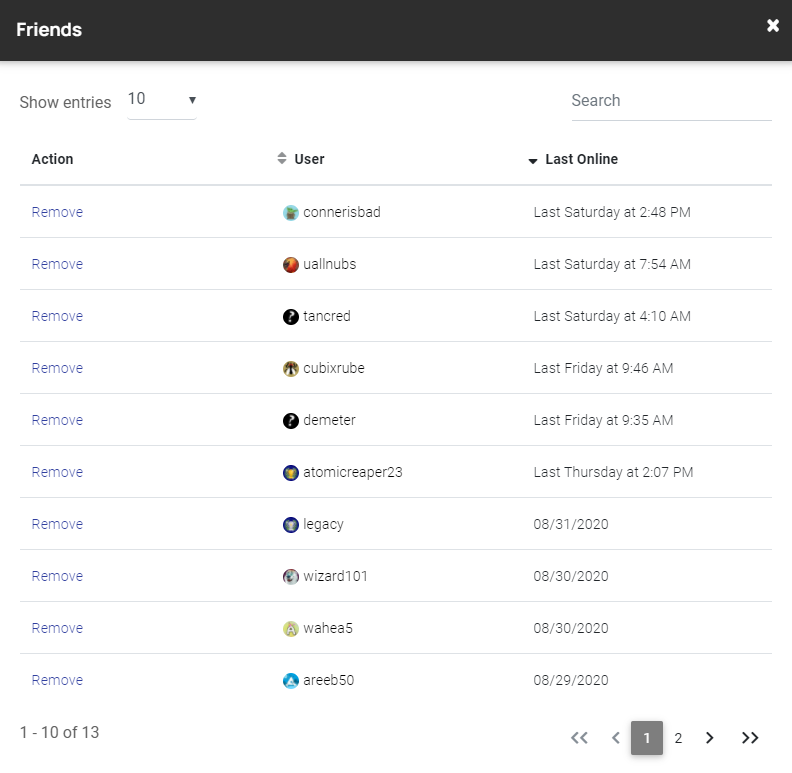 Friends
Show entries 10 Search
Action User Last Online
Remove connerisbad Last Saturday at 2:48 PM
Remove uallnubs Last Saturday at 7:54 AM
Remove tancred Last Saturday at 4:10 AM
Remove cubixrube Last Friday at 9:46 AM
Remove demeter Last Friday at 9:35 AM
Remove atomicreaper23 Last Thursday at 2:07 PM
Remove legacy 08/31/2020
Remove wizard101 08/30/2020
Remove wahea5 08/30/2020
Remove areeb50 08/29/2020
1 - 10 of 13 1 2